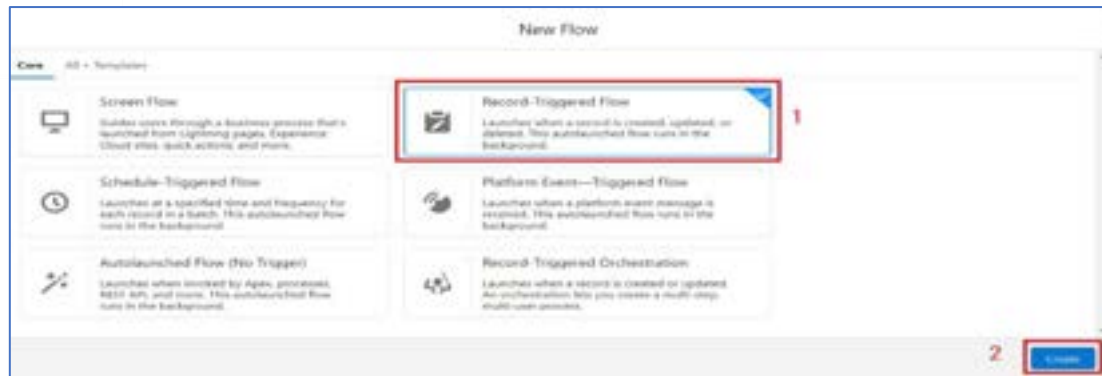 New Flow
Core All + Templates
Screen Flow
Guides users through a business process that's
launched from Lightning pages, Experience
Cloud sites, quick actions, and more.
Record-Triggered Flow
Launches when a record is created, updated, or
deleted. This autolaunched flow runs in the
background.
1
Schedule-Triggered Flow
Launches at a specified time and frequency for
each record in a batch. This autolaunched flow
runs in the background.
Platform Event—Triggered Flow
Launches when a platform event message is
received. This autolaunched flow runs in the
background.
Autolaunched Flow (No Trigger)
Launches when invoked by Apex, processes,
REST API, and more. This autolaunched flow
runs in the background.
Record-Triggered Orchestration
Launches when a record is created or updated.
An orchestration lets you create a multi-step,
multi-user process.
2
Create